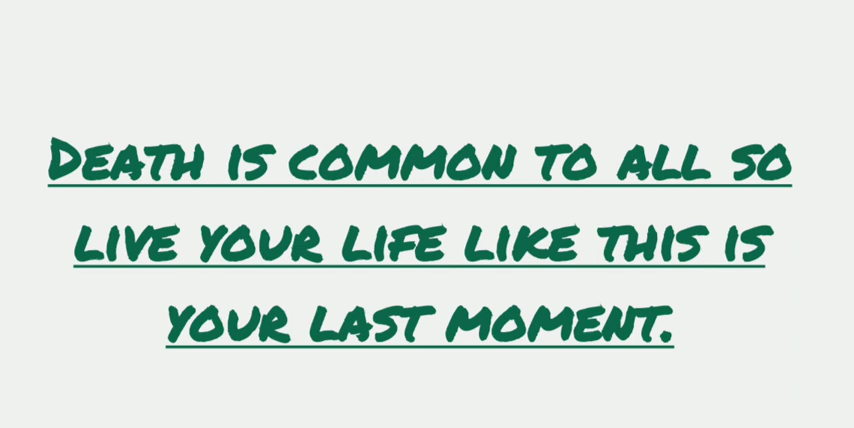 Death is common to all so
live your life like this is
your last moment.